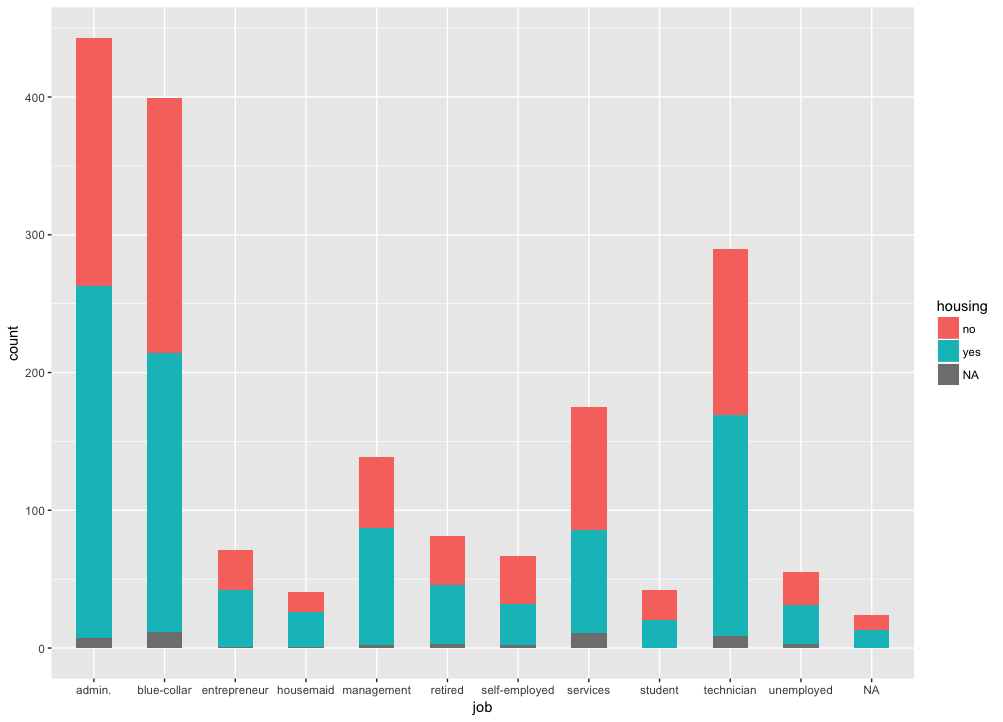 400
300
200
100
0
count
admin.
blue-collar
entrepreneur
housemaid
management
retired
self-employed
services
student
technician
unemployed
NA
job
housing
no
yes
NA